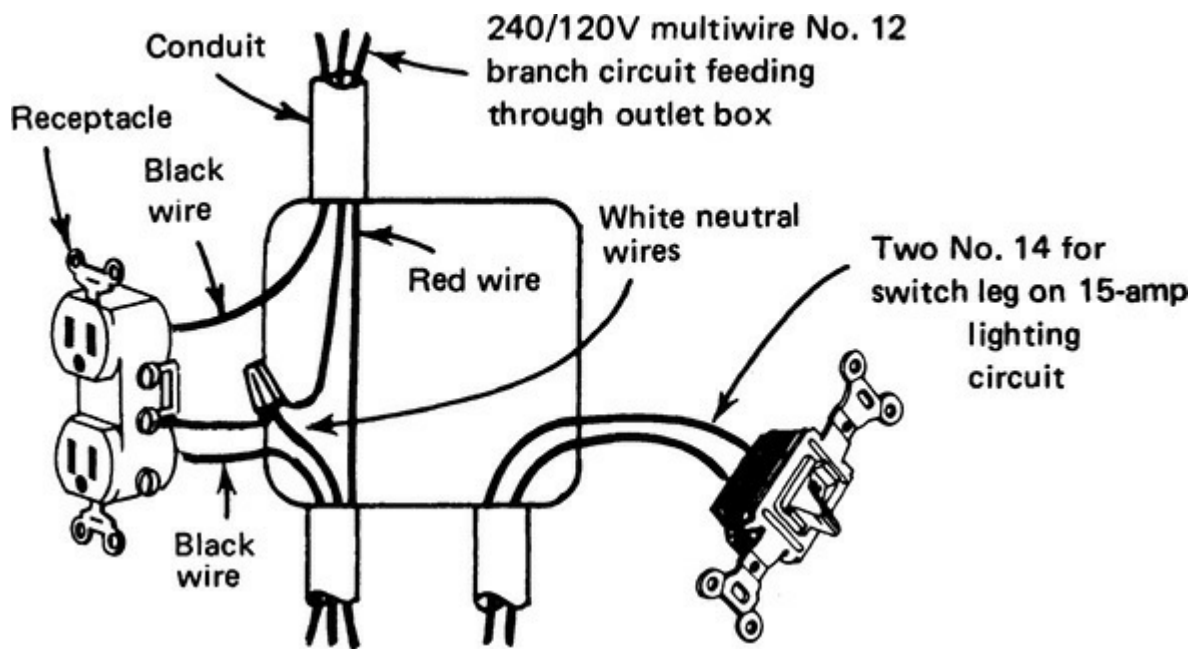 240/120V multiwire No. 12
branch circuit feeding
through outlet box
Conduit
Receptacle
Black
wire
White neutral
wires
Red wire
Two No. 14 for
switch leg on 15-amp
lighting
circuit
Black
wire